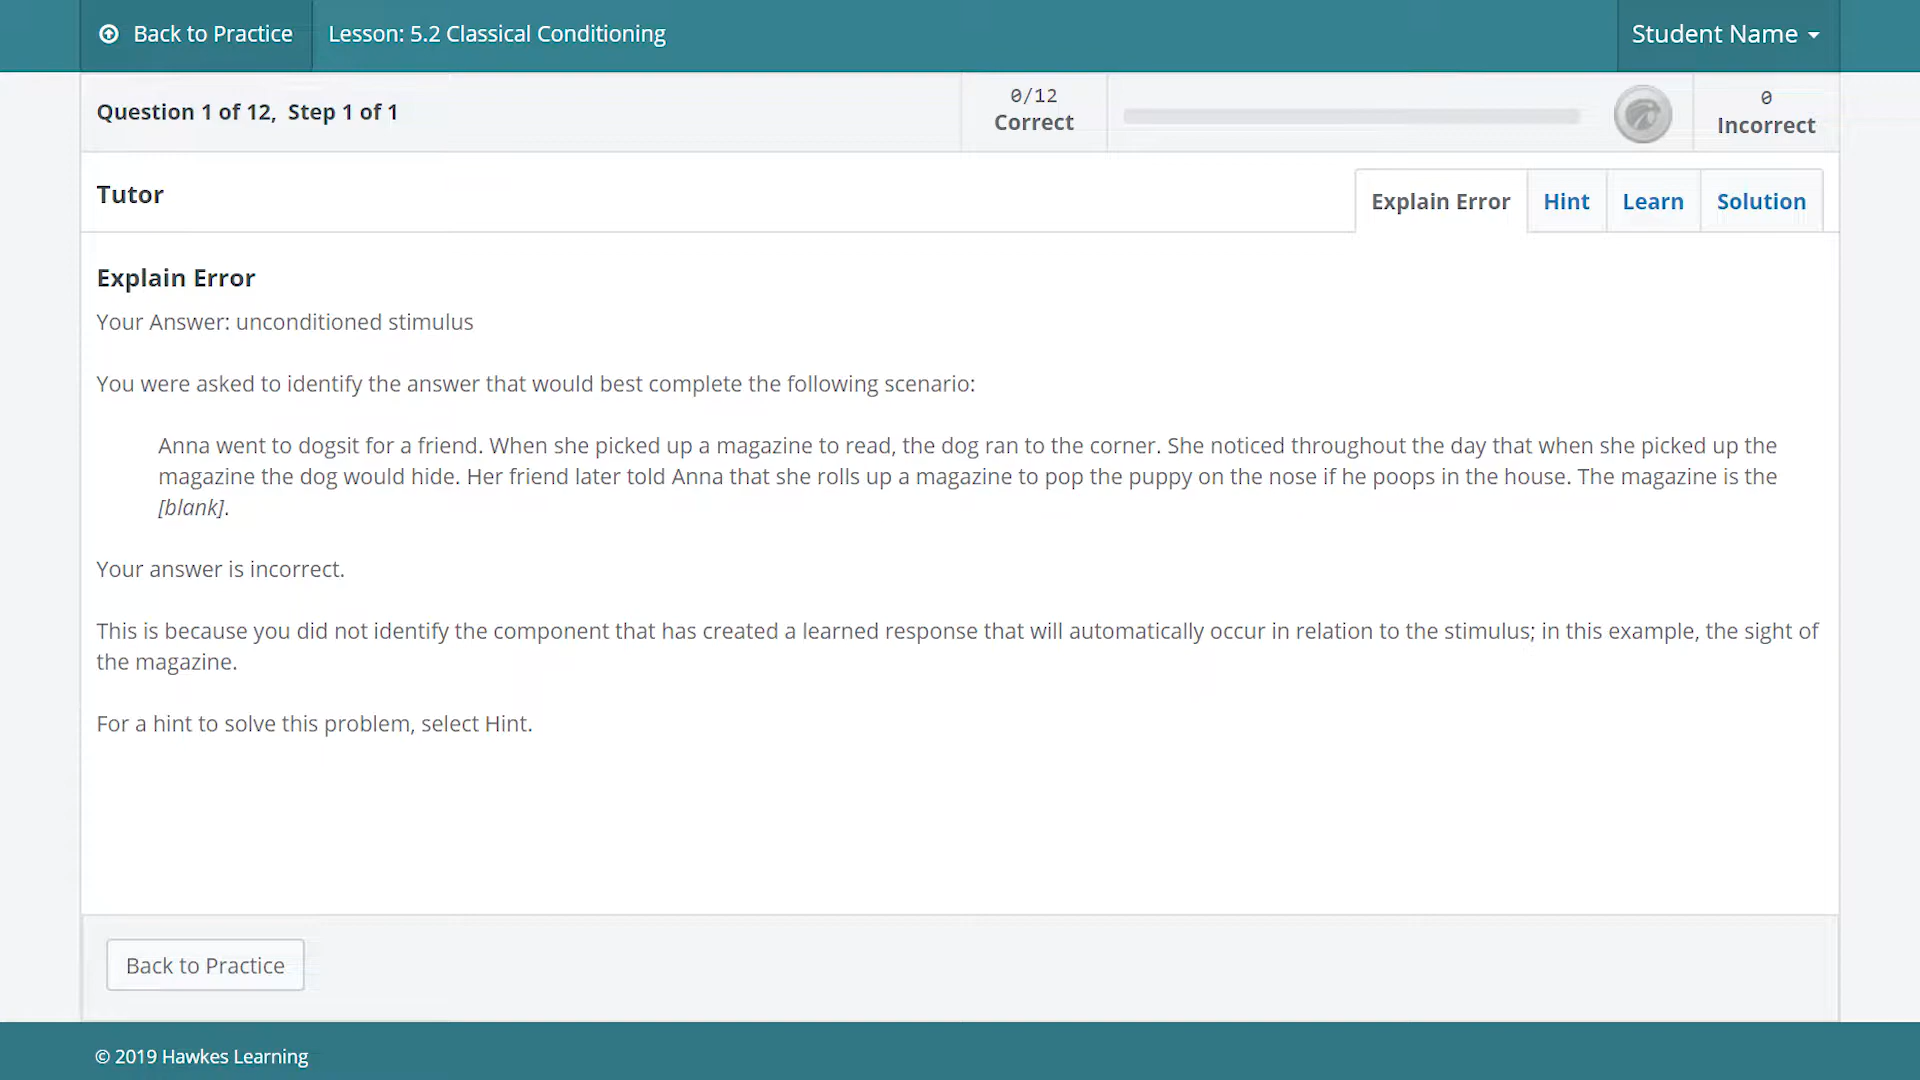 Back to Practice
Lesson: 5.2 Classical Conditioning
Student Name
Question 1 of 12, Step 1 of 1
0/12
Correct
0
Incorrect
Tutor
Explain Error
Hint
Learn
Solution
Explain Error
Your Answer: unconditioned stimulus
You were asked to identify the answer that would best complete the following scenario:
Anna went to dogsit for a friend. When she picked up a magazine to read, the dog ran to the corner. She noticed throughout the day that when she picked up the
magazine the dog would hide. Her friend later told Anna that she rolls up a magazine to pop the puppy on the nose if he poops in the house. The magazine is the
[blank].
Your answer is incorrect.
This is because you did not identify the component that has created a learned response that will automatically occur in relation to the stimulus; in this example, the sight of
the magazine.
For a hint to solve this problem, select Hint.
Back to Practice
© 2019 Hawkes Learning